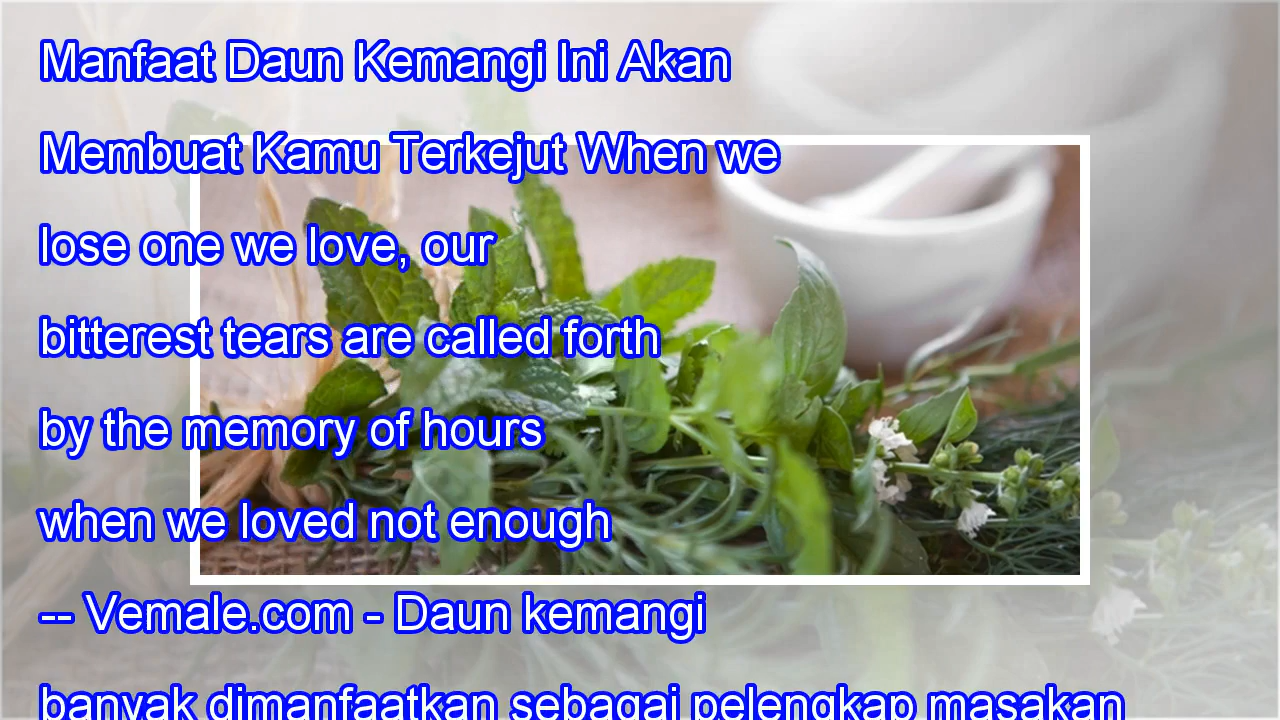 Manfaat Daun Kemangi Ini Akan
Membuat Kamu Terkejut When we
lose one we love, our
bitterest tears are called forth
by the memory of hours
when we loved not enough
-- Vemale.com - Daun kemangi
banyak dimanfaatkan sebagai pelengkap masakan